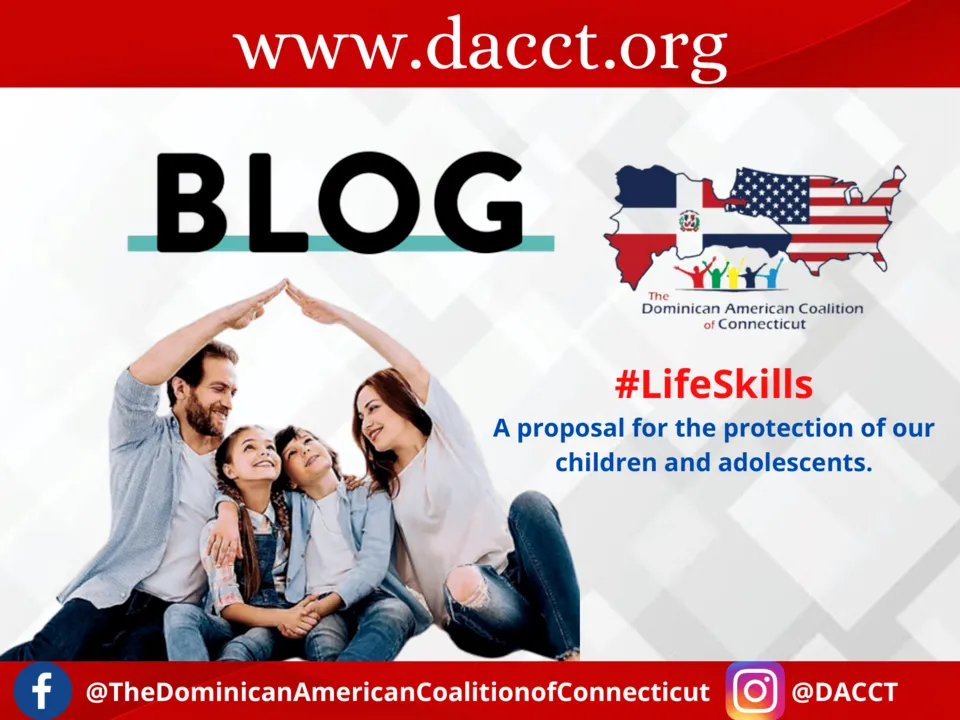 www.dacct.org
BLOG
The
Dominican American Coalition
of Connecticut
#LifeSkills
A proposal for the protection of our
children and adolescents.
@TheDominicanAmericanCoalitionofConnecticut
@DACCT